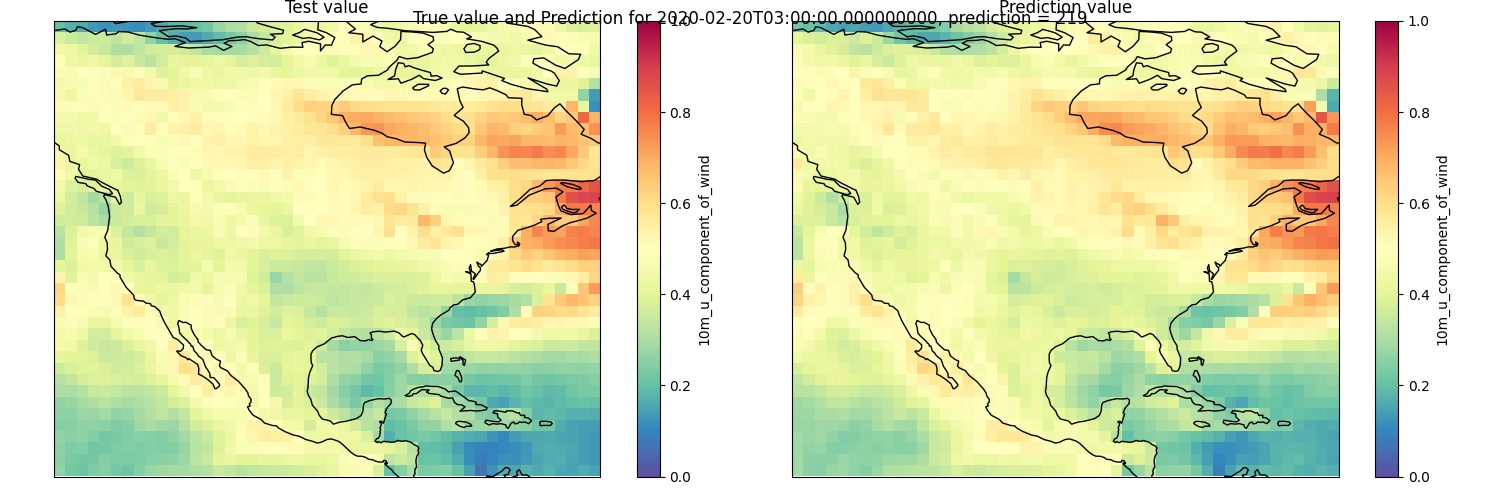 True value and Prediction for 2020-02-20T03:00:00.000000000, prediction = 219
Test value
Prediction value
1.0
0.8
0.6
0.4
0.2
0.0
10m_u_component_of_wind
1.0
0.8
0.6
0.4
0.2
0.0
10m_u_component_of_wind